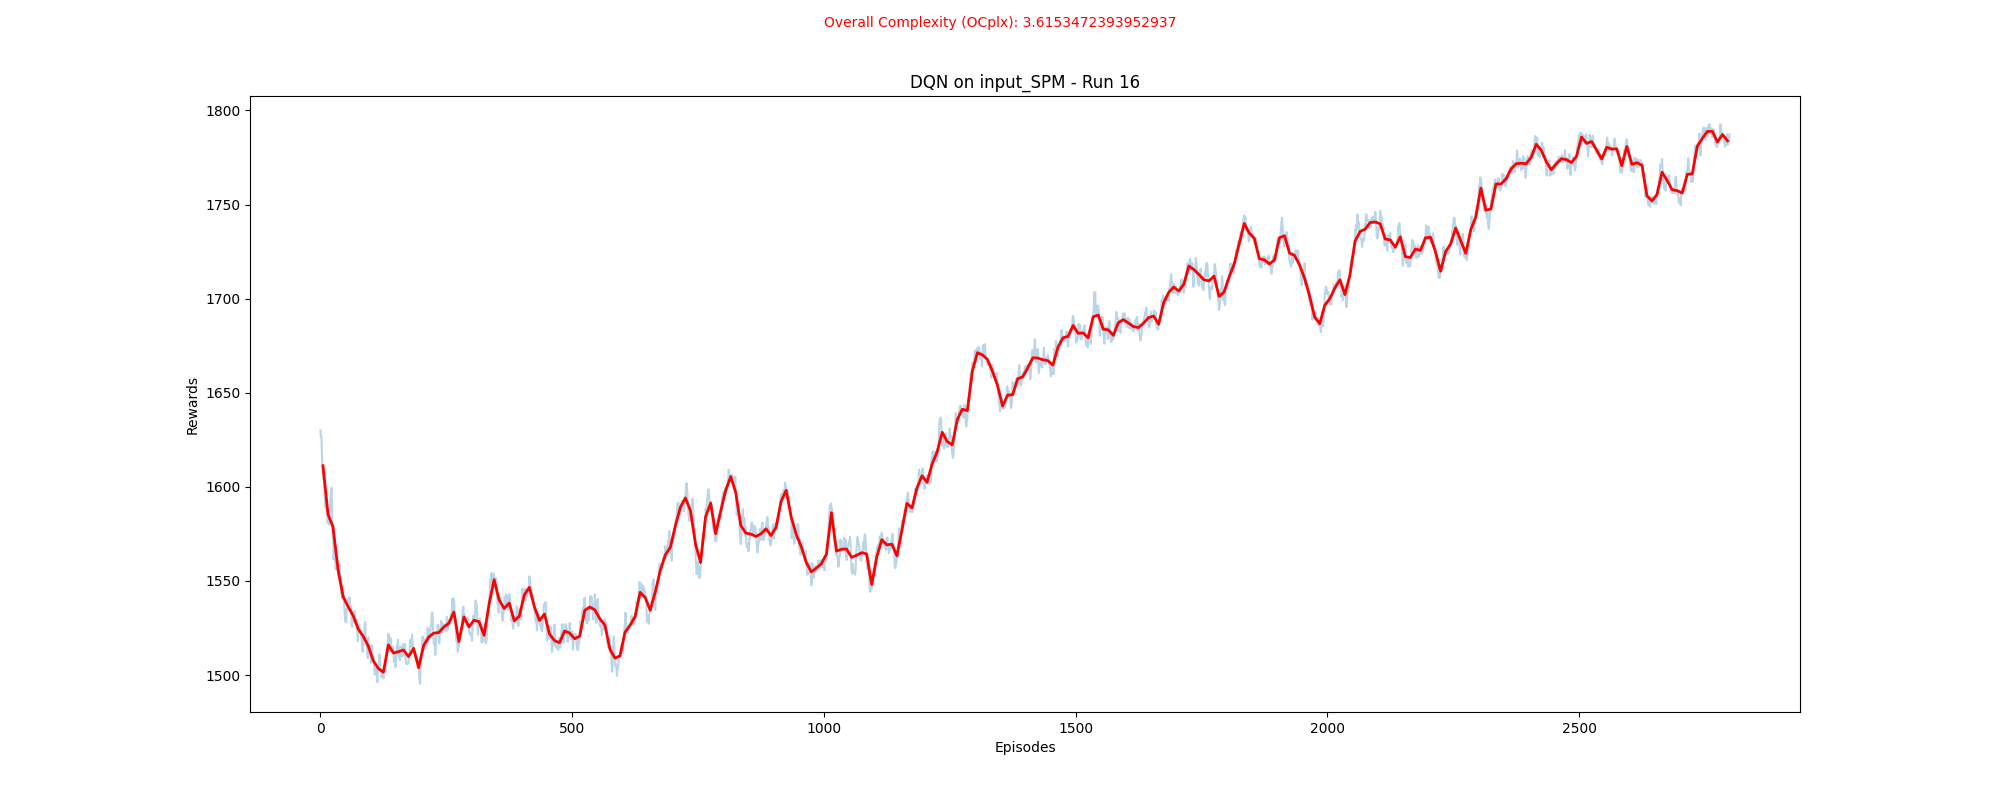 Overall Complexity (OCplx): 3.6153472393952937
DQN on input_SPM - Run 16
1800
1750
1700
1650
1600
1550
1500
Rewards
0 500 1000 1500 2000 2500
Episodes